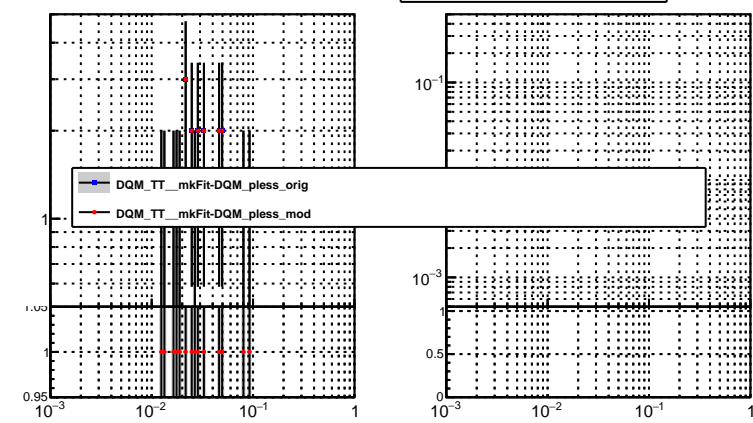 10⁻¹
DQM_TT__mkFit-DQM_pless_orig
DQM_TT__mkFit-DQM_pless_mod
1
10⁻³
1.05
1
1
0.5
0.95
0
10⁻³ 10⁻² 10⁻¹ 1
10⁻³ 10⁻² 10⁻¹ 1